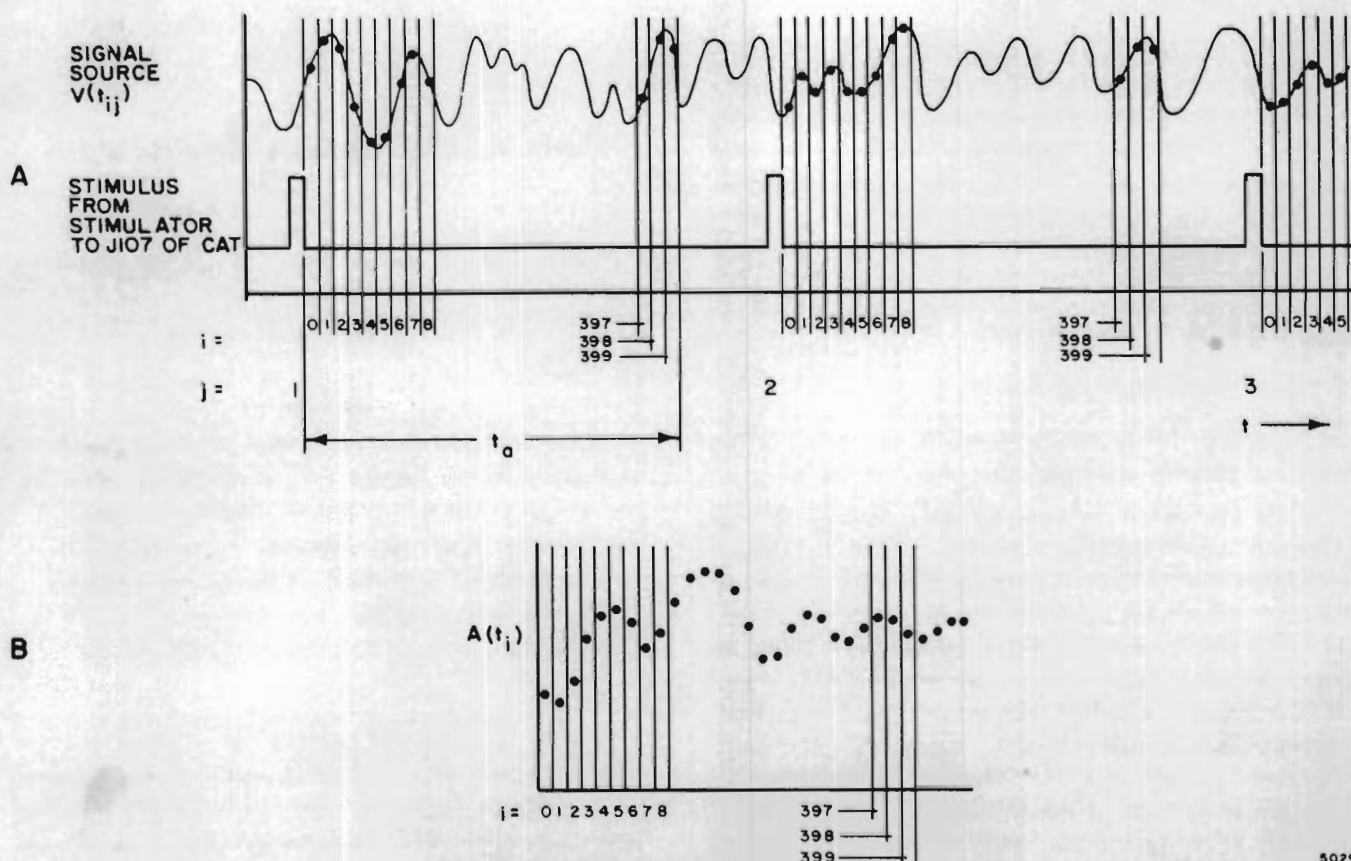 SIGNAL
SOURCE
V(t_ij)
A
STIMULUS
FROM
STIMULATOR
TO J107 OF CAT
i =
0 1 2 3 4 5 6 7 8
397
398
399
0 1 2 3 4 5 6 7 8
397
398
399
0 1 2 3 4 5
j =
1
2
3
t_a
t
B
A(t_i)
i = 0 1 2 3 4 5 6 7 8
397
398
399